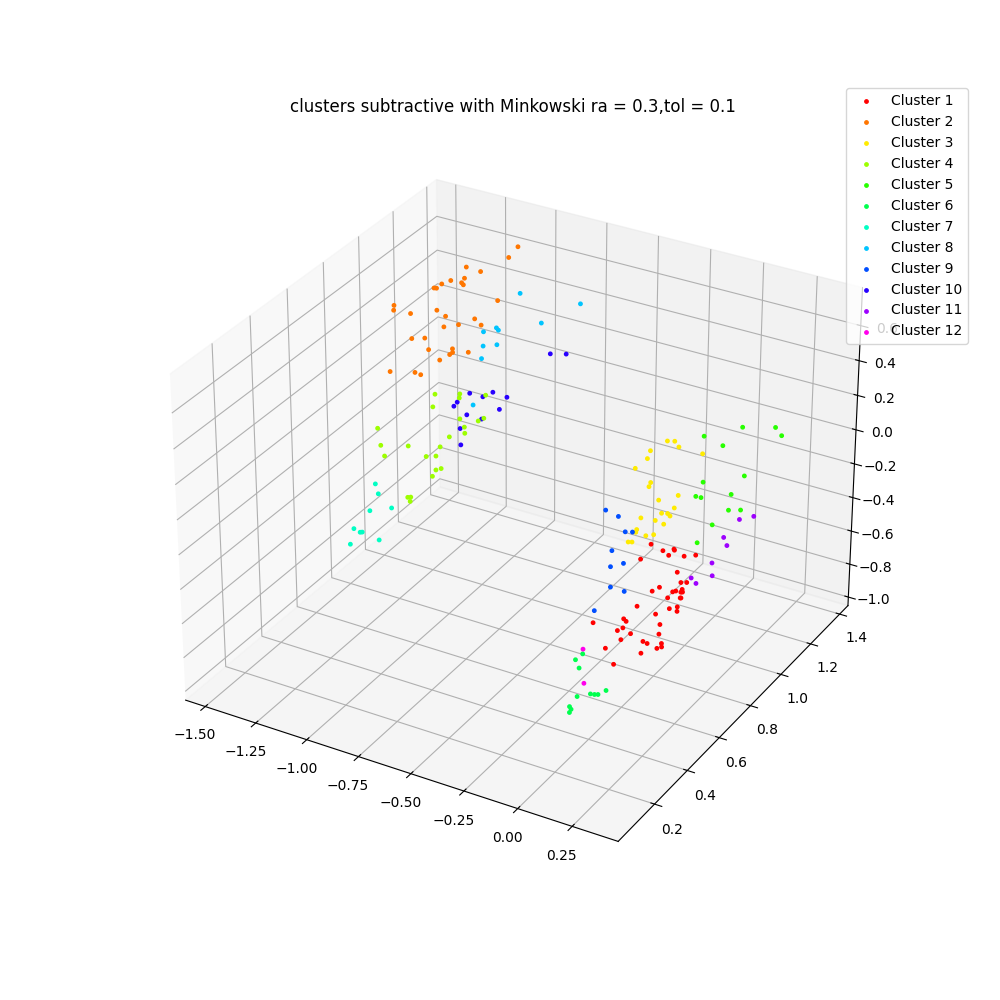 clusters subtractive with Minkowski ra = 0.3,tol = 0.1
Cluster 1
Cluster 2
Cluster 3
Cluster 4
Cluster 5
Cluster 6
Cluster 7
Cluster 8
Cluster 9
Cluster 10
Cluster 11
Cluster 12
0.4
0.2
0.0
−0.2
−0.4
−0.6
−0.8
−1.0
1.4
1.2
1.0
0.8
0.6
0.4
0.2
−1.50
−1.25
−1.00
−0.75
−0.50
−0.25
0.00
0.25